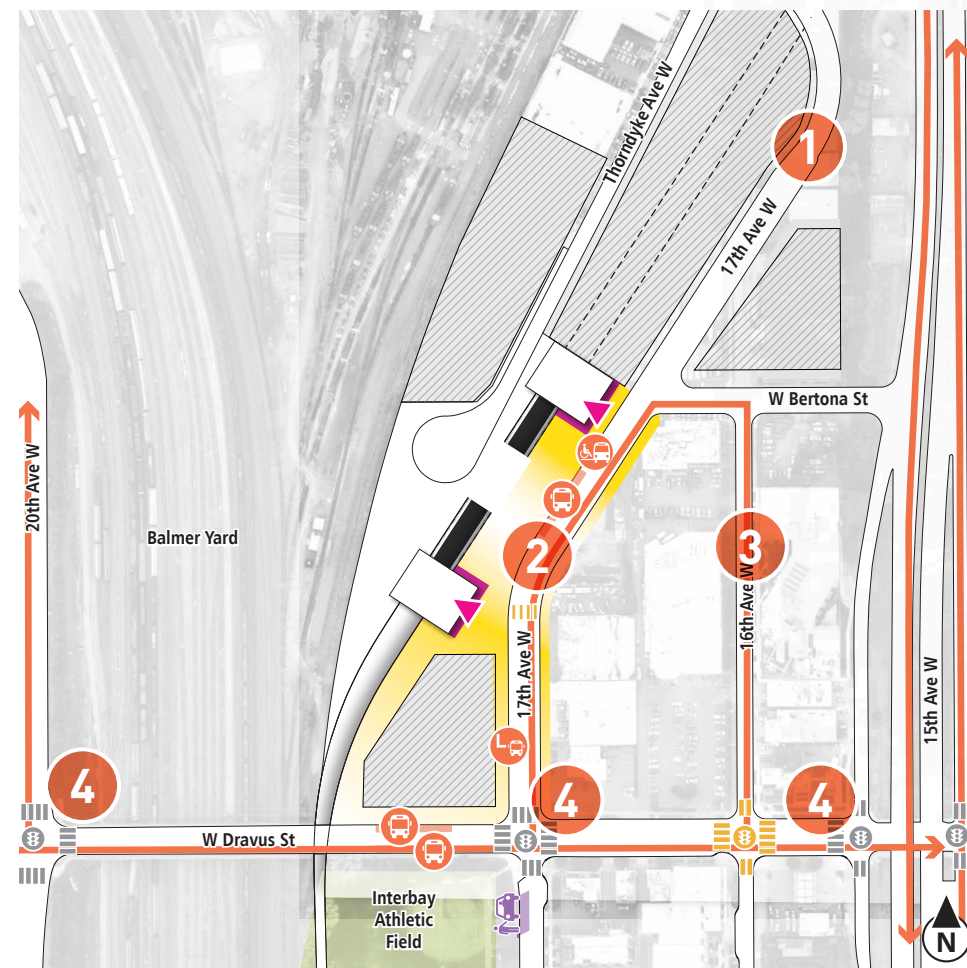 Thorndyke Ave W
1
17th Ave W
W Bertona St
20th Ave W
Balmer Yard
2
3
16th Ave W
17th Ave W
15th Ave W
L
4
4
4
W Dravus St
Interbay
Athletic
Field
N